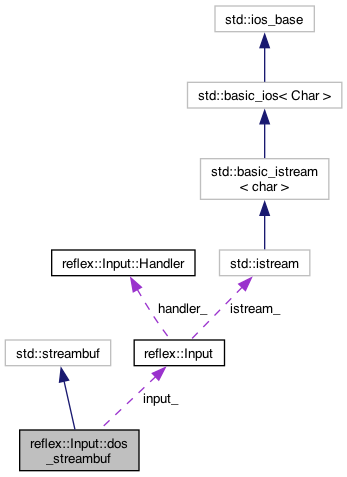 std::ios_base
std::basic_ios< Char >
std::basic_istream
< char >
reflex::Input::Handler
std::istream
handler_
istream_
std::streambuf
reflex::Input
input_
reflex::Input::dos
_streambuf